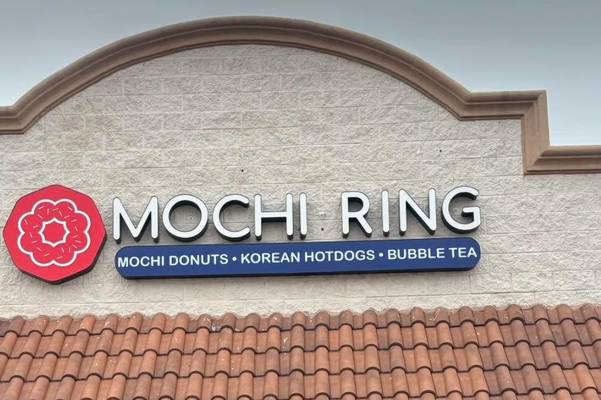 MOCHI RING
MOCHI DONUTS • KOREAN HOTDOGS • BUBBLE TEA